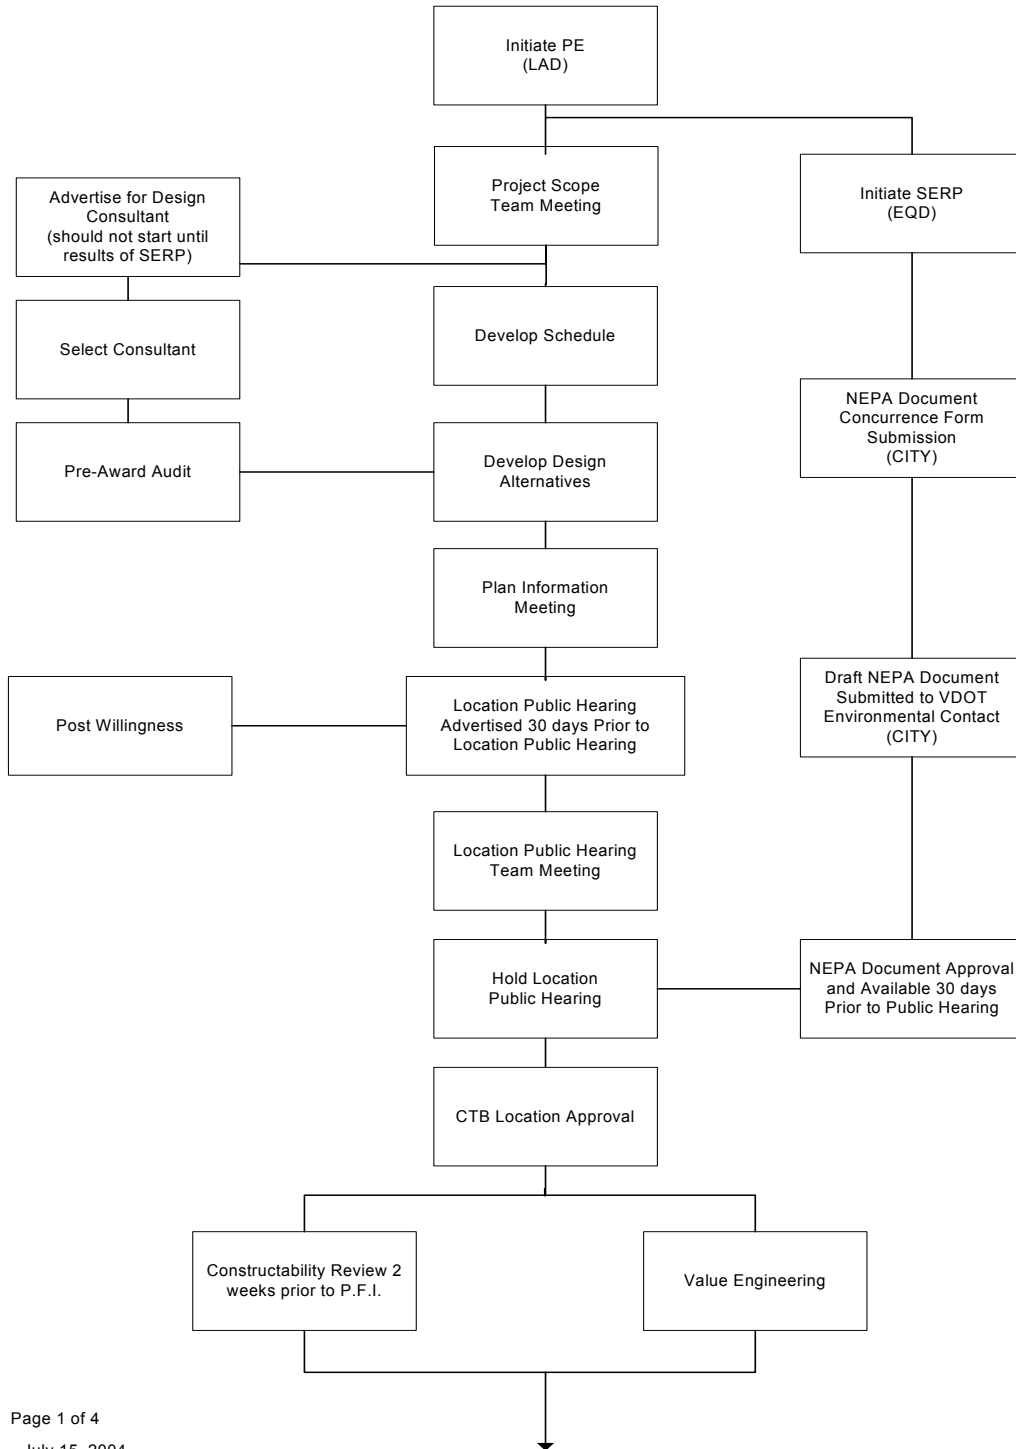 Initiate PE
(LAD)
Project Scope
Team Meeting
Initiate SERP
(EQD)
Advertise for Design
Consultant
(should not start until
results of SERP)
Select Consultant
Develop Schedule
NEPA Document
Concurrence Form
Submission
(CITY)
Pre-Award Audit
Develop Design
Alternatives
Plan Information
Meeting
Post Willingness
Location Public Hearing
Advertised 30 days Prior to
Location Public Hearing
Draft NEPA Document
Submitted to VDOT
Environmental Contact
(CITY)
Location Public Hearing
Team Meeting
Hold Location
Public Hearing
NEPA Document Approval
and Available 30 days
Prior to Public Hearing
CTB Location Approval
Constructability Review 2
weeks prior to P.F.I.
Value Engineering
Page 1 of 4
July 15, 2004